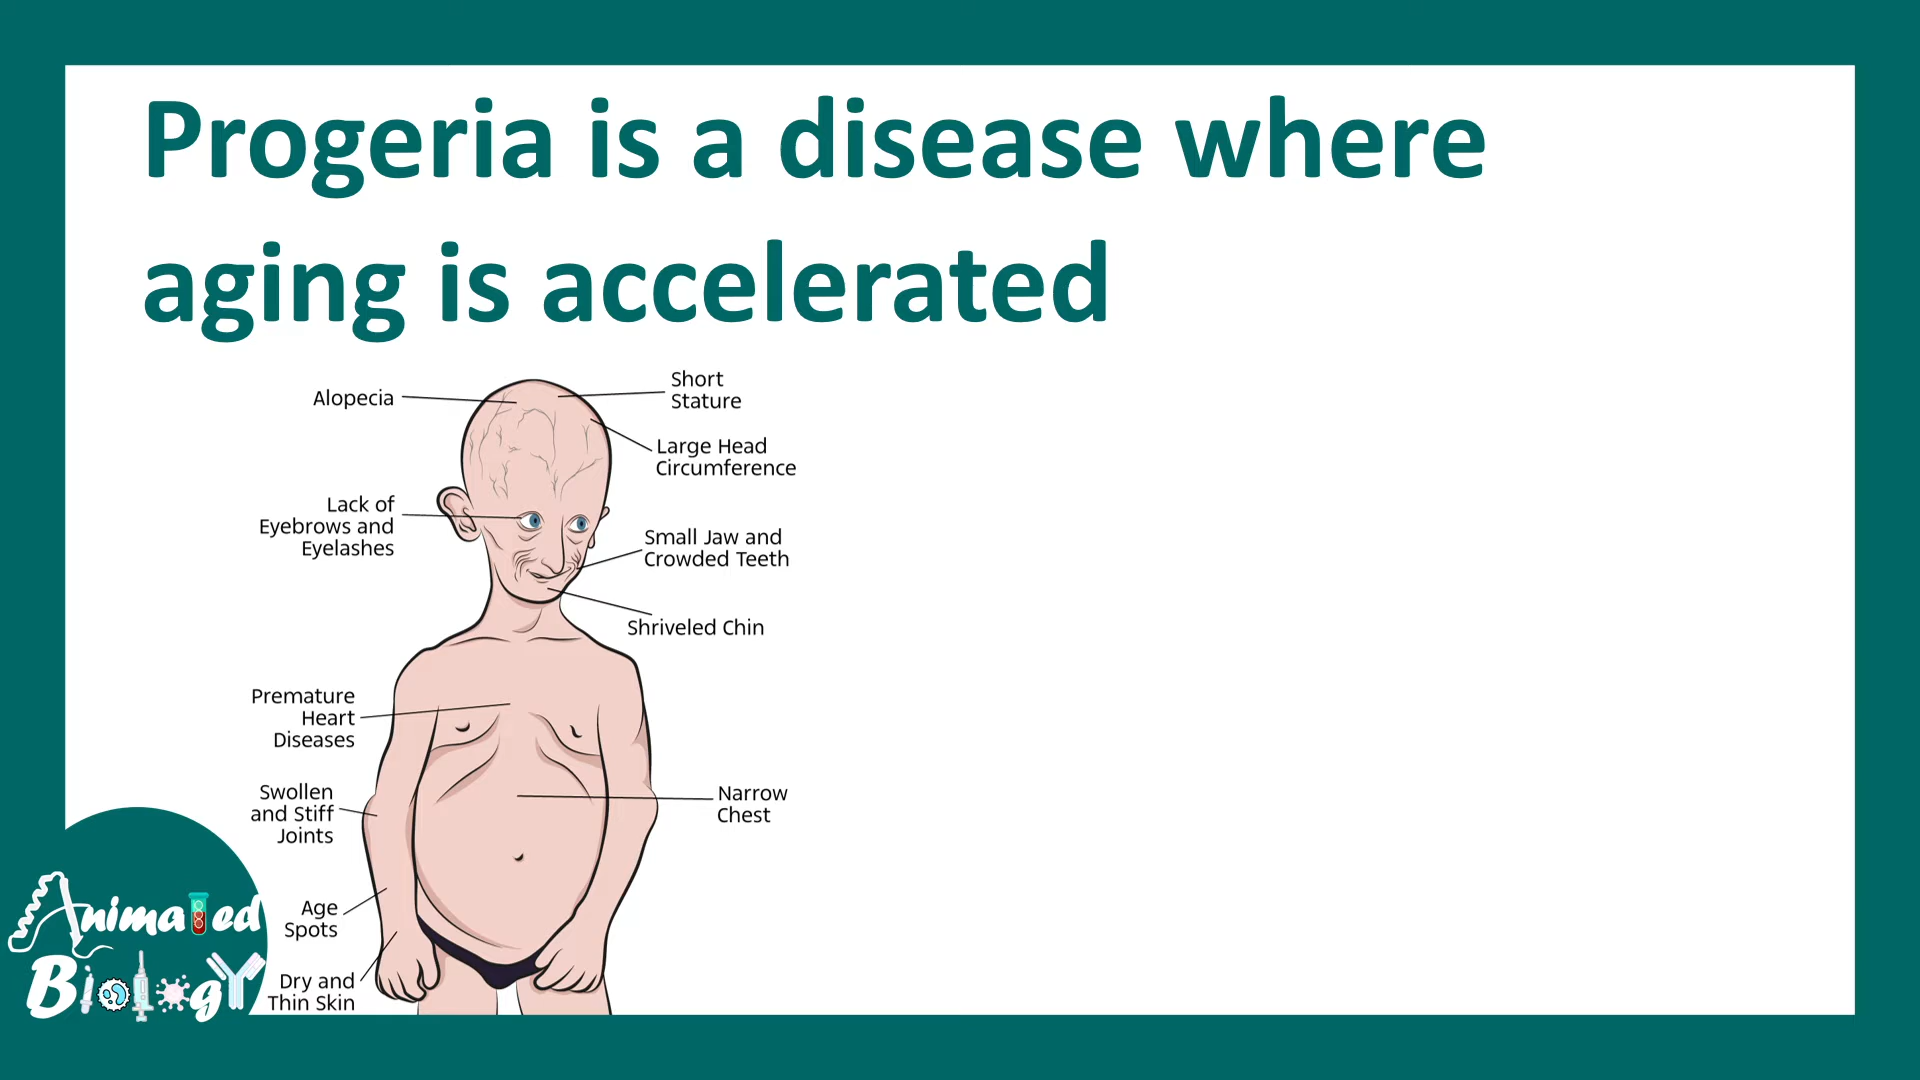 Progeria is a disease where
aging is accelerated
Alopecia
Short
Stature
Large Head
Circumference
Lack of
Eyebrows and
Eyelashes
Small Jaw and
Crowded Teeth
Shriveled Chin
Premature
Heart
Diseases
Swollen
and Stiff
Joints
Narrow
Chest
Age
Spots
Dry and
Thin Skin
Animated
Biology